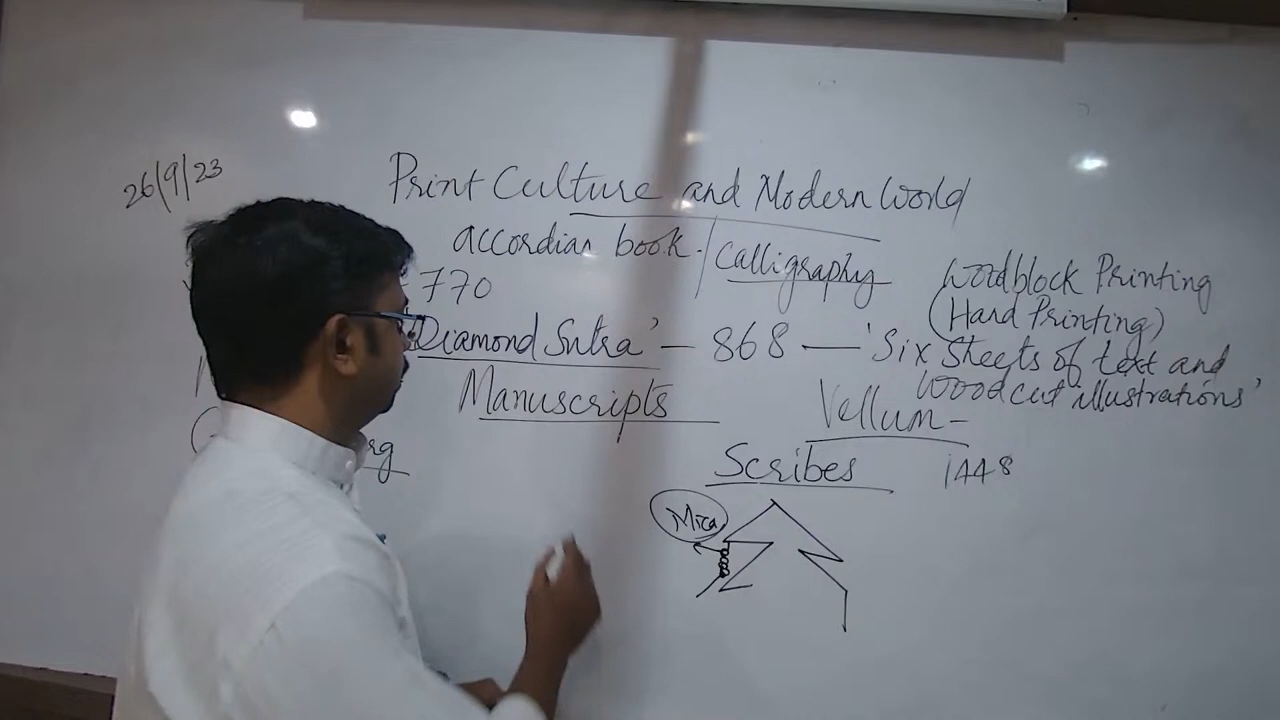 26/9/23
Print Culture and Modern World
accordian book / Calligraphy
770
Woodblock Printing
(Hand Printing)
Diamond Sutra' - 868 - 'Six Sheets of text and
woodcut illustrations'
Manuscripts
Vellum -
Scribes
1448
Mica